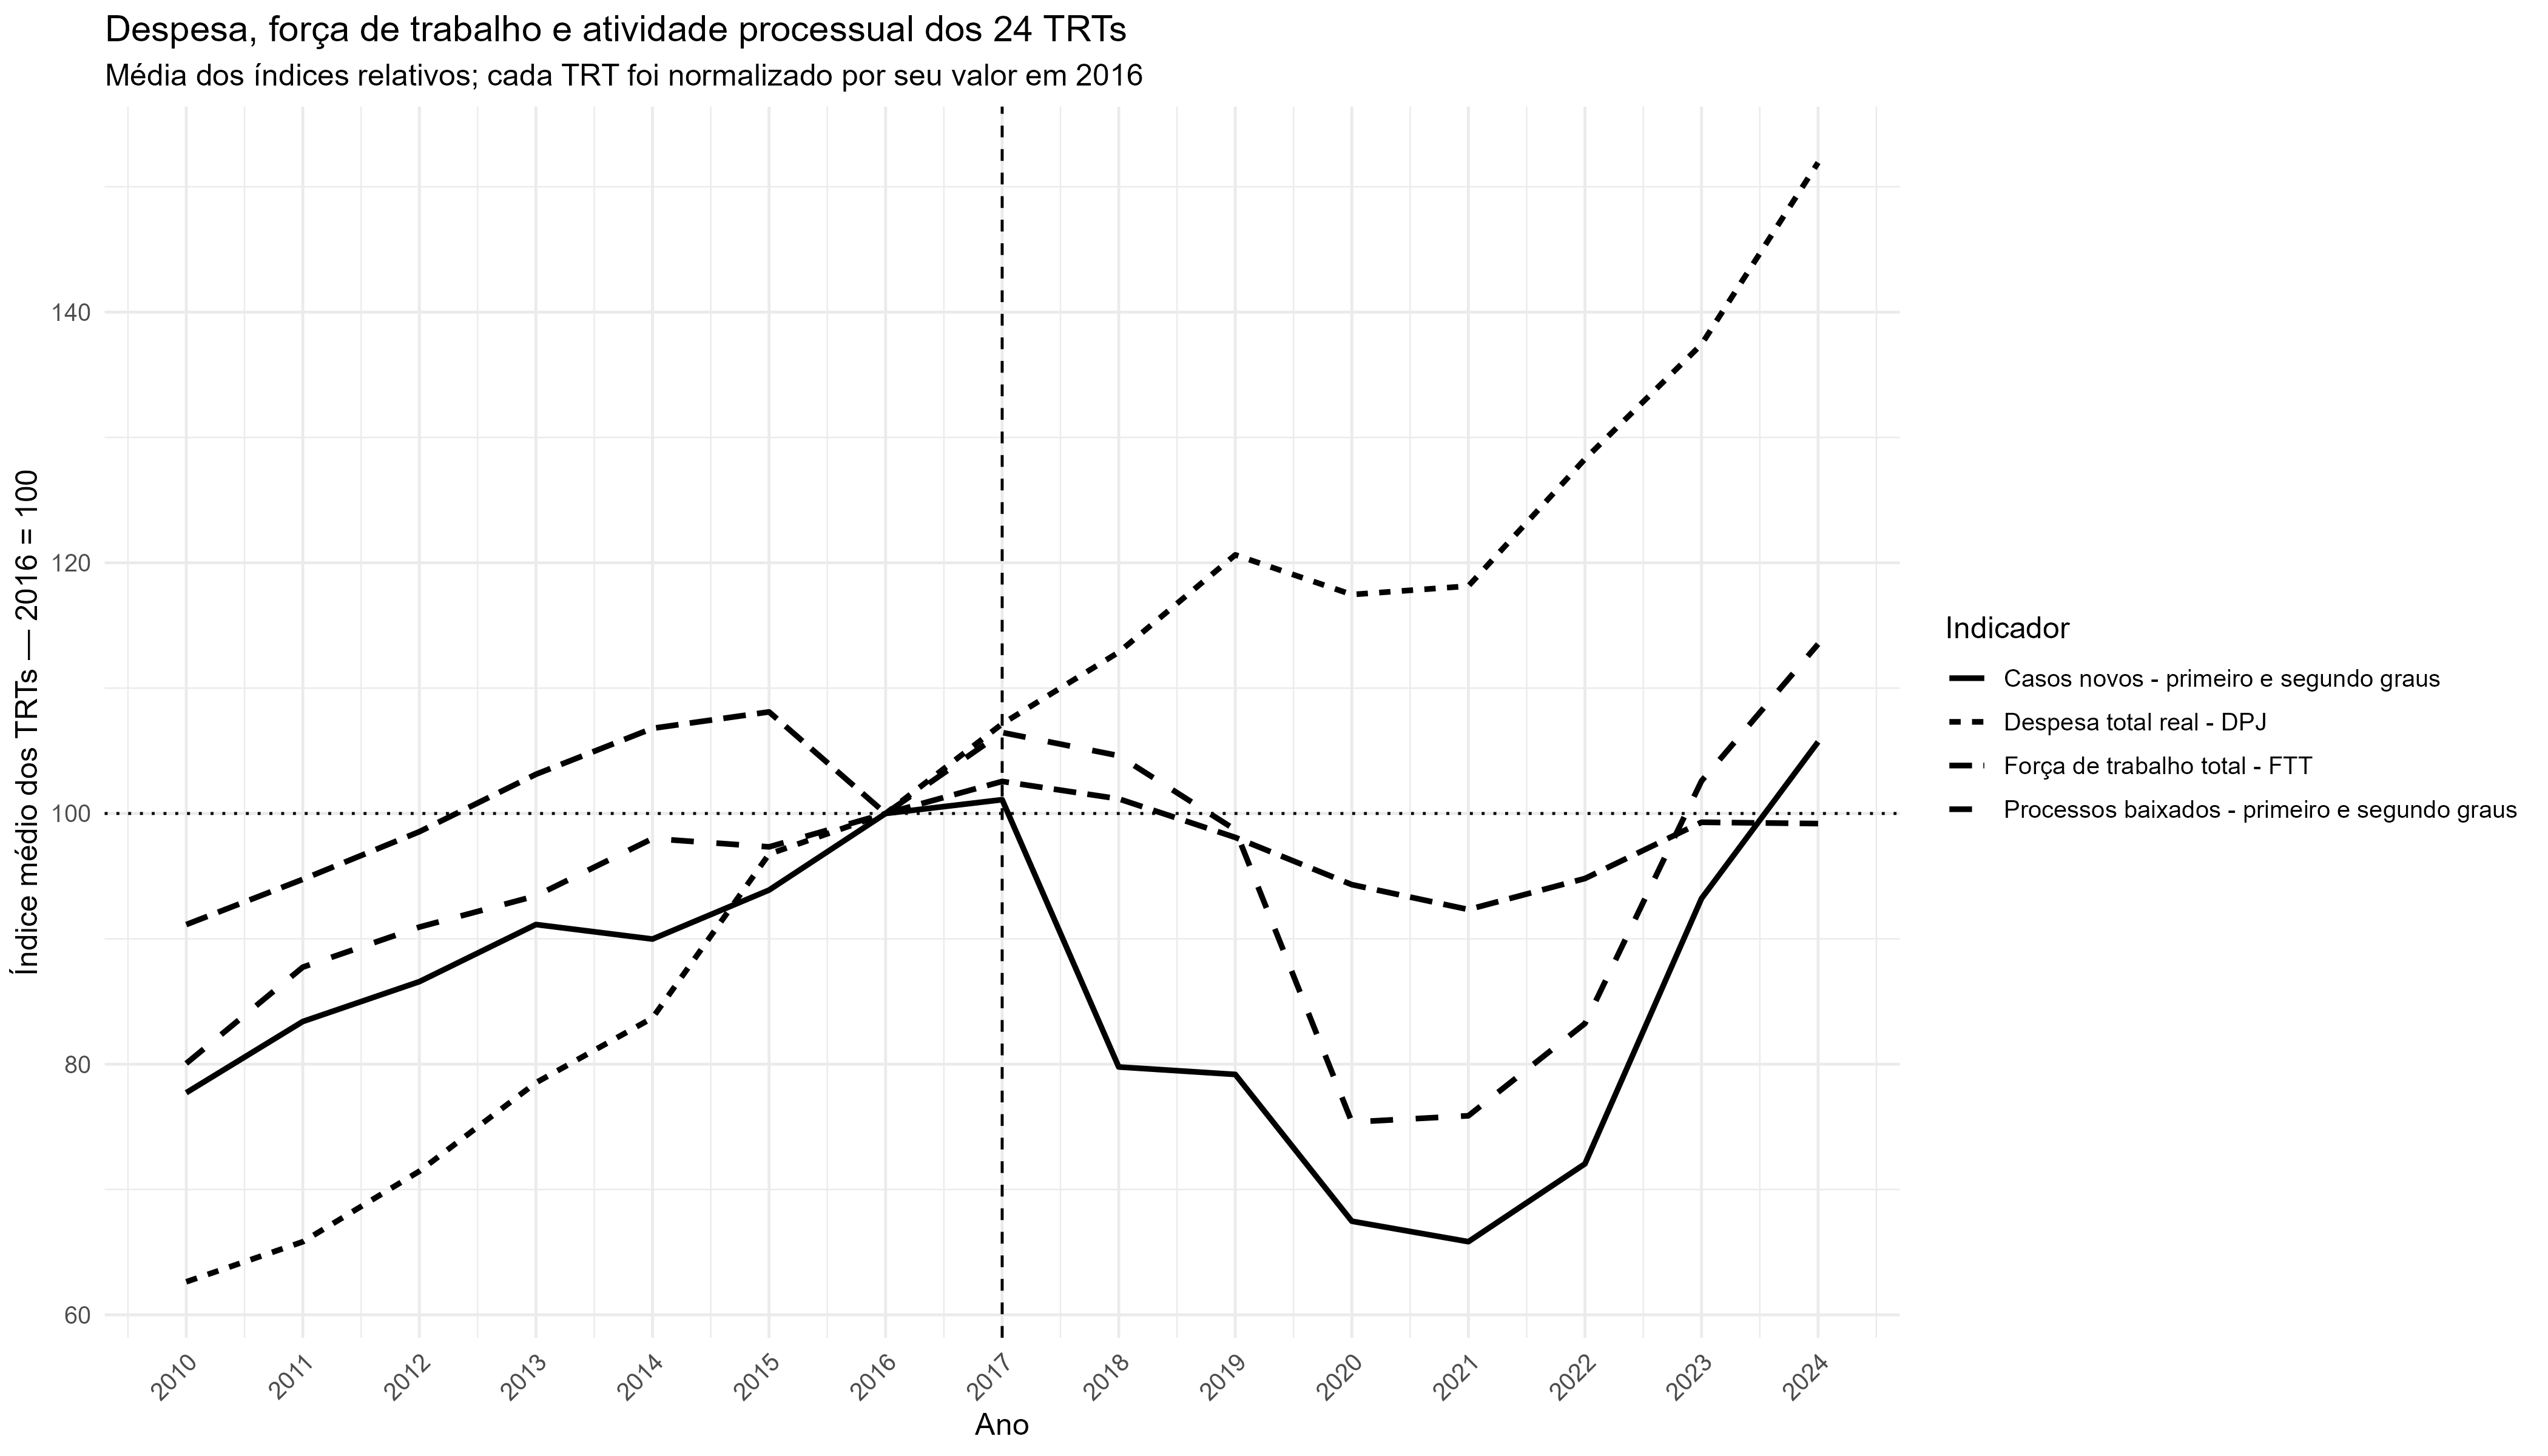 Despesa, força de trabalho e atividade processual dos 24 TRTs
Média dos índices relativos; cada TRT foi normalizado por seu valor em 2016
Índice médio dos TRTs — 2016 = 100
140
120
100
80
60
2010
2011
2012
2013
2014
2015
2016
2017
2018
2019
2020
2021
2022
2023
2024
Ano
Indicador
Casos novos - primeiro e segundo graus
Despesa total real - DPJ
Força de trabalho total - FTT
Processos baixados - primeiro e segundo graus